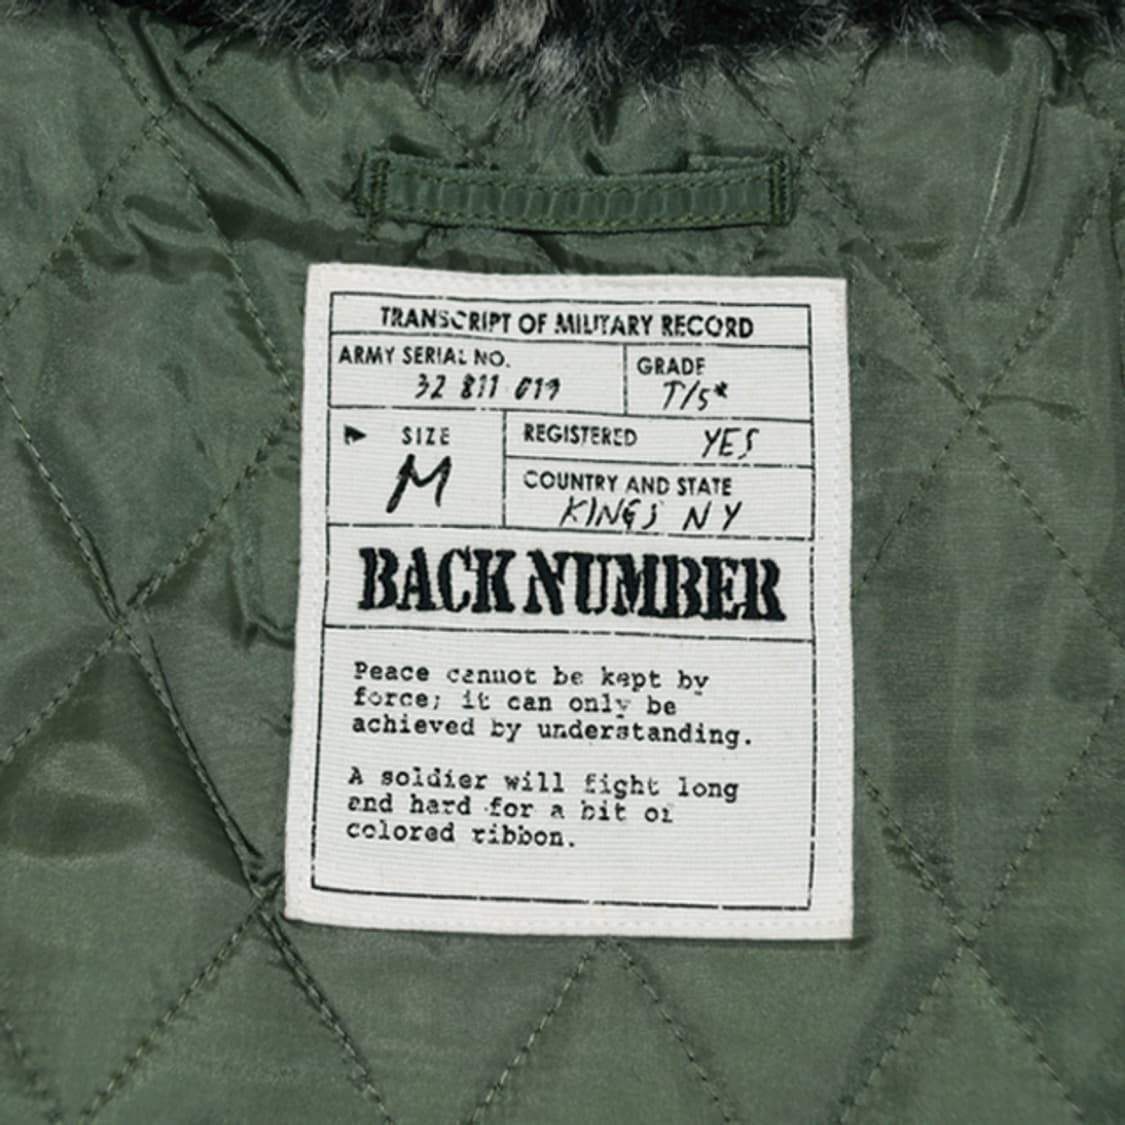 TRANSCRIPT OF MILITARY RECORD
ARMY SERIAL NO.
32 811 019
GRADE
T/5*
SIZE
M
REGISTERED YES
COUNTRY AND STATE
KINGS NY
BACK NUMBER
Peace cannot be kept by
force; it can only be
achieved by understanding.
A soldier will fight long
and hard for a bit of
colored ribbon.